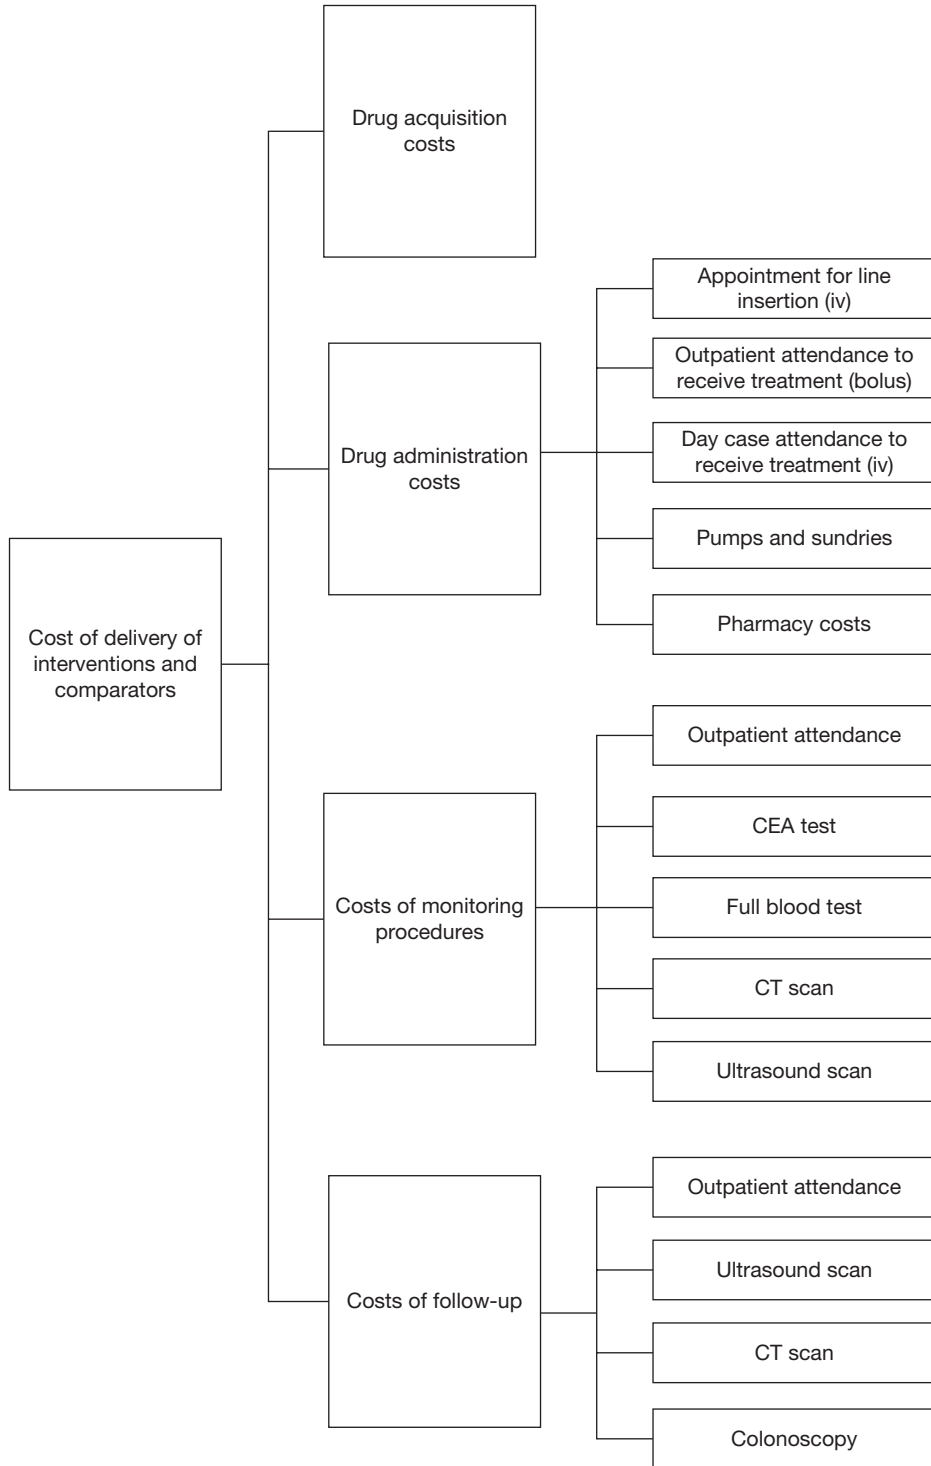 Drug acquisition
costs
Appointment for line
insertion (iv)
Outpatient attendance to
receive treatment (bolus)
Drug administration
costs
Day case attendance to
receive treatment (iv)
Pumps and sundries
Pharmacy costs
Cost of delivery of
interventions and
comparators
Outpatient attendance
CEA test
Costs of monitoring
procedures
Full blood test
CT scan
Ultrasound scan
Outpatient attendance
Ultrasound scan
Costs of follow-up
CT scan
Colonoscopy